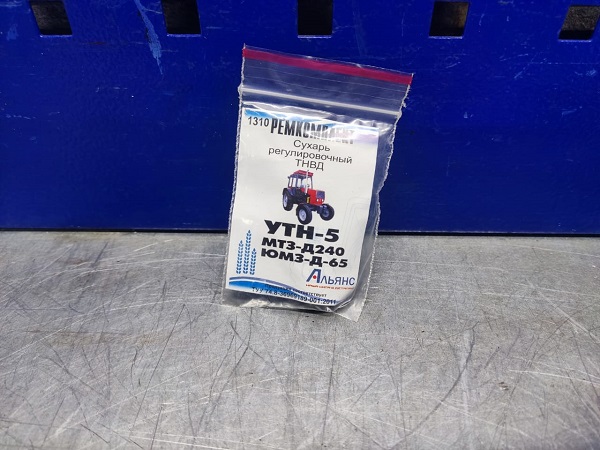 1310 РЕМКОМПЛЕКТ
Сухарь
регулировочный
ТНВД
УТН-5
МТЗ-Д240
ЮМЗ-Д-65
Альянс